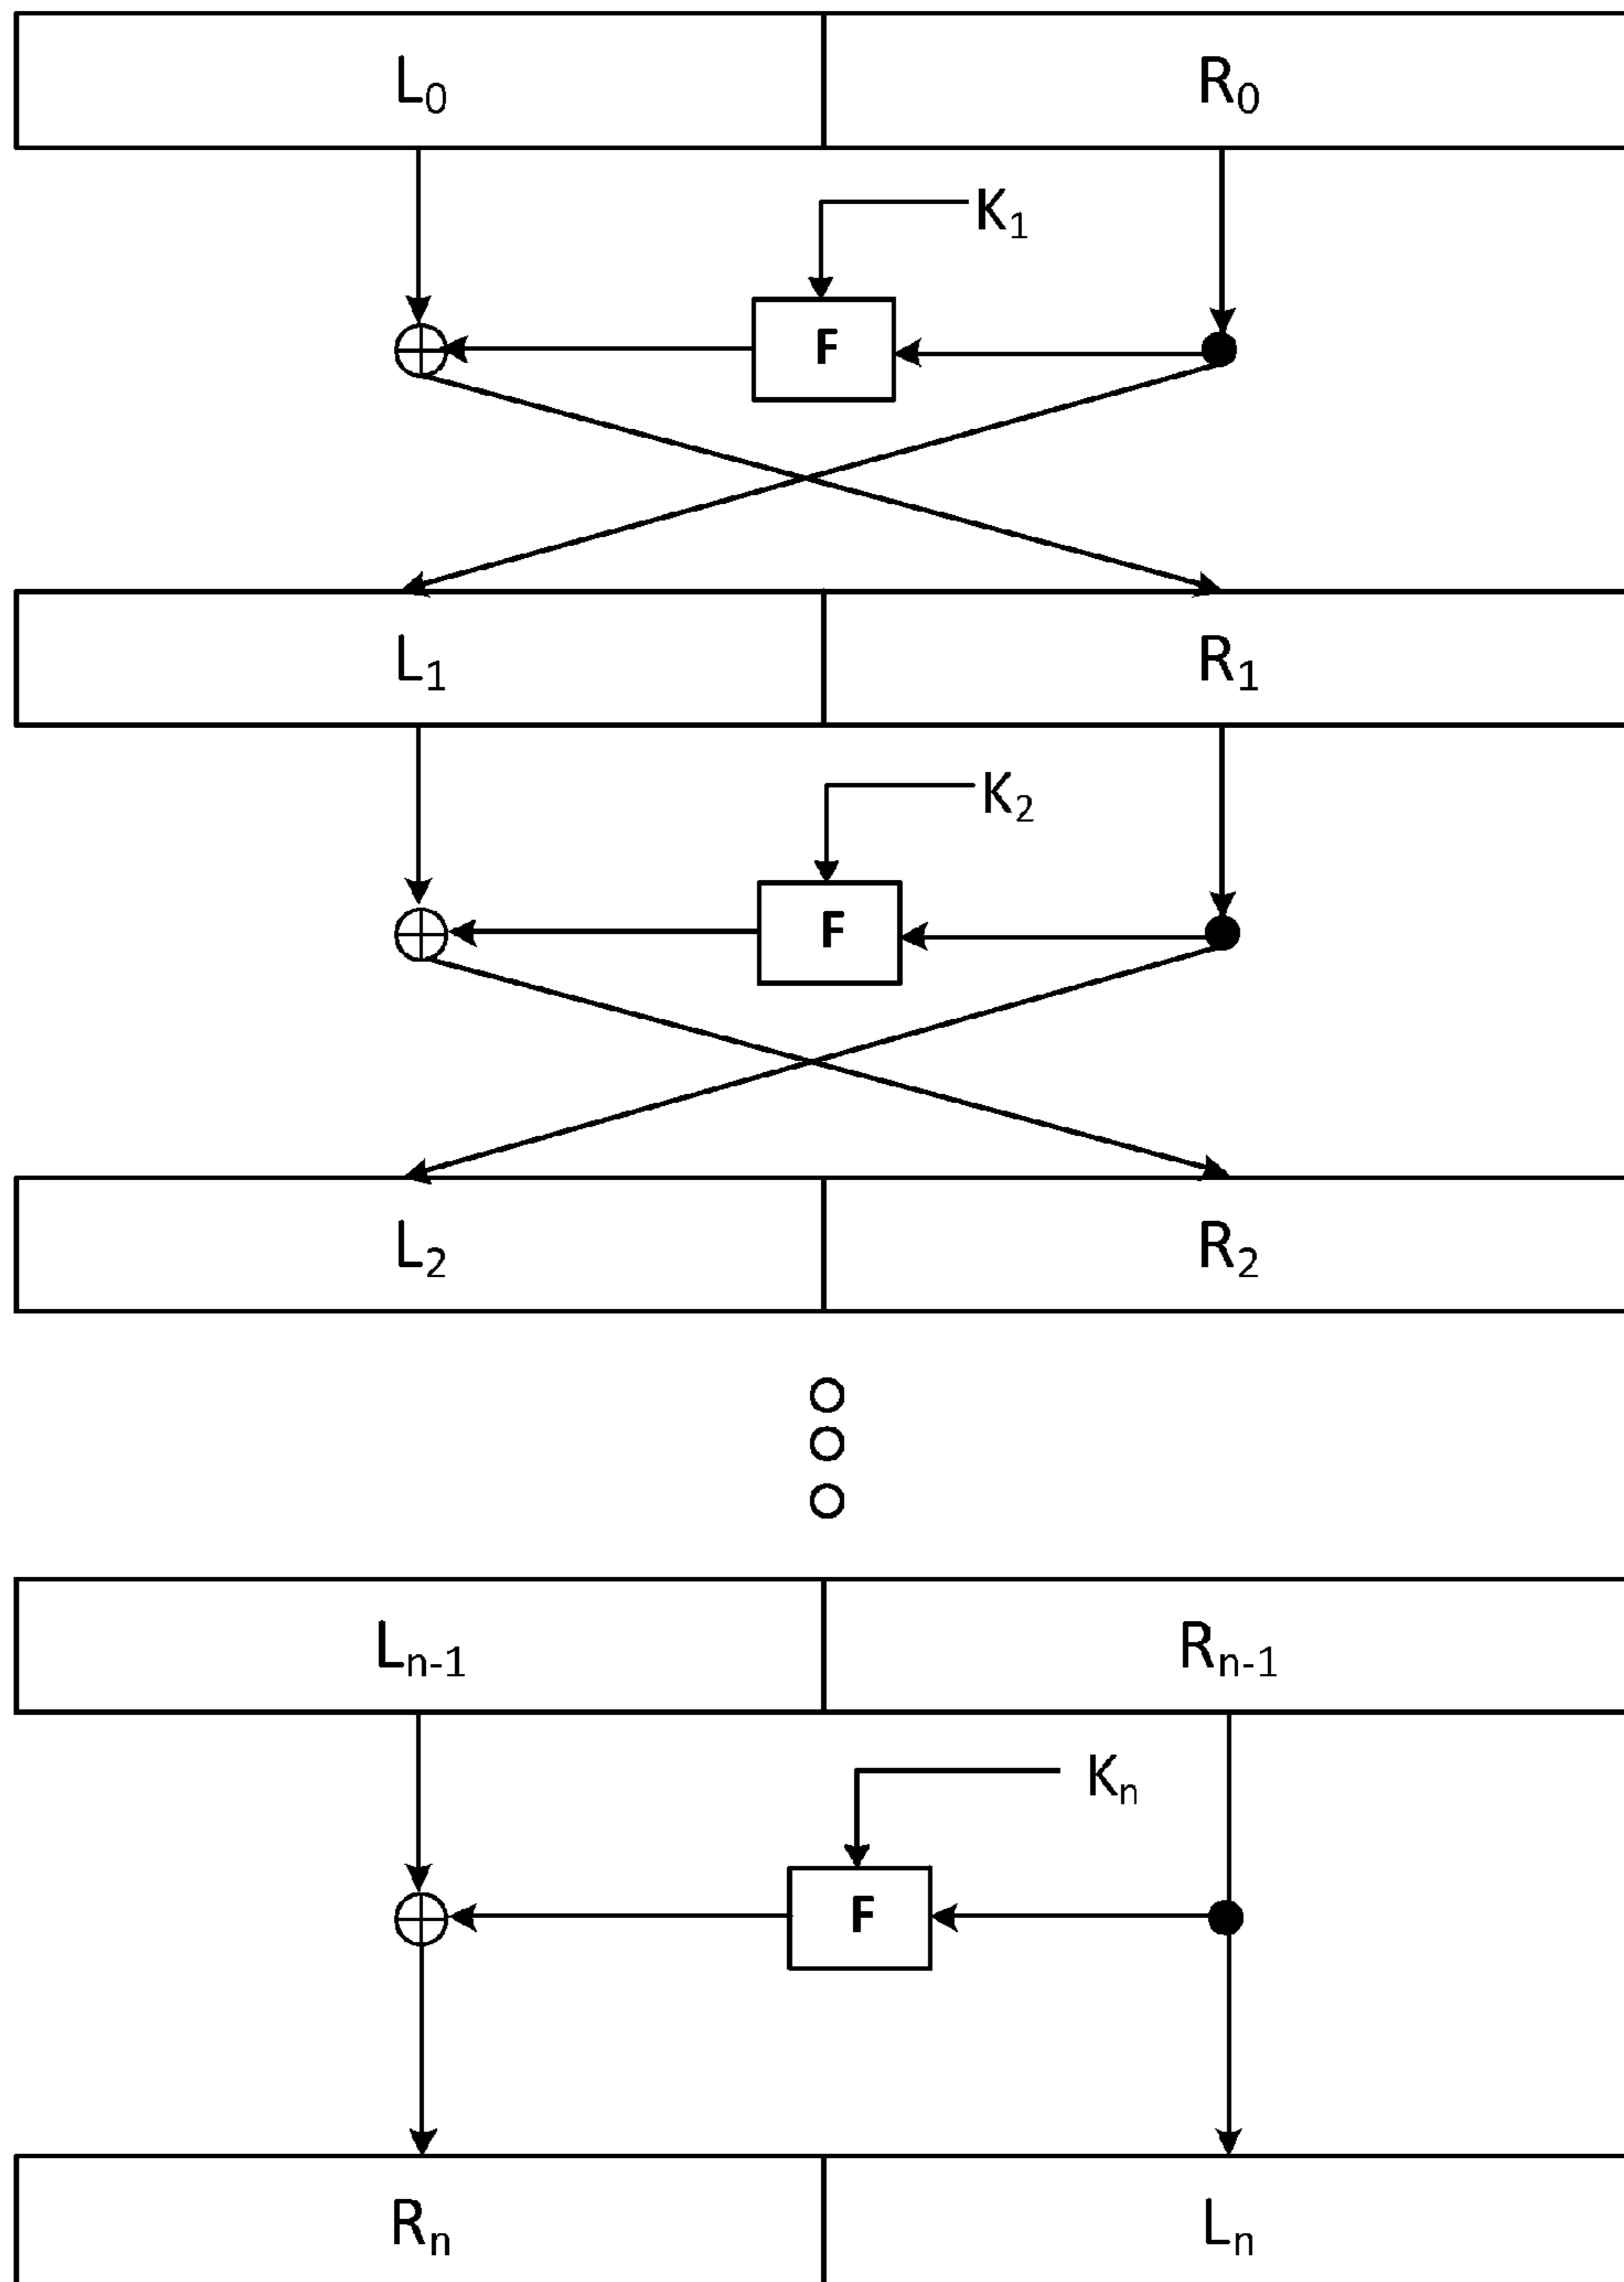 L₀ R₀
K₁
F
L₁ R₁
K₂
F
L₂ R₂
Lₙ₋₁ Rₙ₋₁
Kₙ
F
Rₙ Lₙ